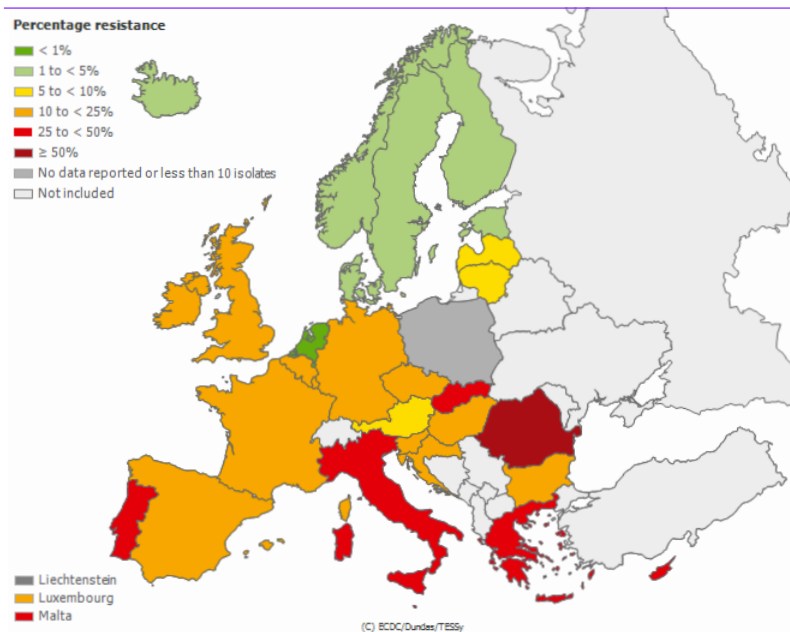 Percentage resistance
< 1%
1 to < 5%
5 to < 10%
10 to < 25%
25 to < 50%
≥ 50%
No data reported or less than 10 isolates
Not included
Liechtenstein
Luxembourg
Malta
(C) ECDC/Dundas/TESSy